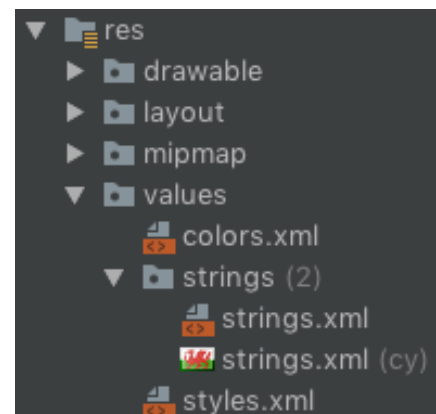 res
drawable
layout
mipmap
values
colors.xml
strings (2)
strings.xml
strings.xml (cy)
styles.xml